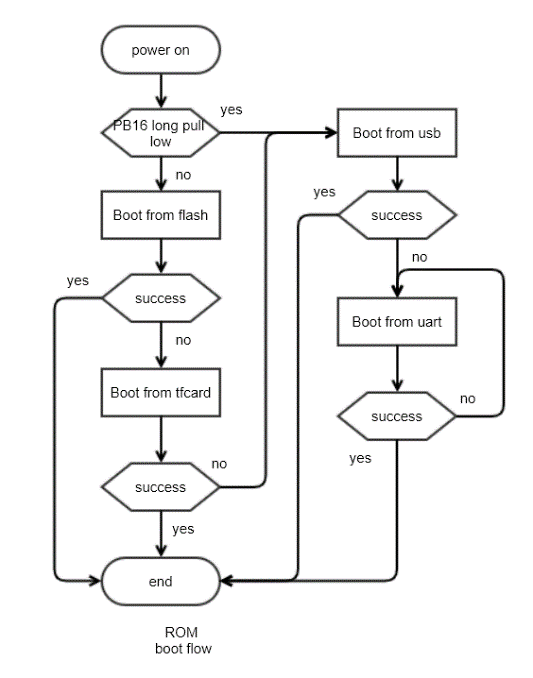 power on
PB16 long pull
low
yes
no
Boot from flash
success
yes
no
Boot from tfcard
success
no
yes
end
Boot from usb
success
yes
no
Boot from uart
success
no
yes
ROM
boot flow